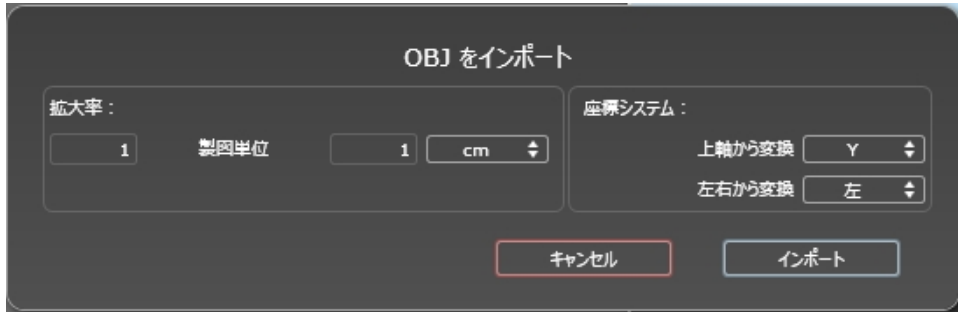 OBJ をインポート
拡大率：
1 製図単位 1 cm
座標システム：
上軸から変換 Y
左右から変換 左
キャンセル インポート